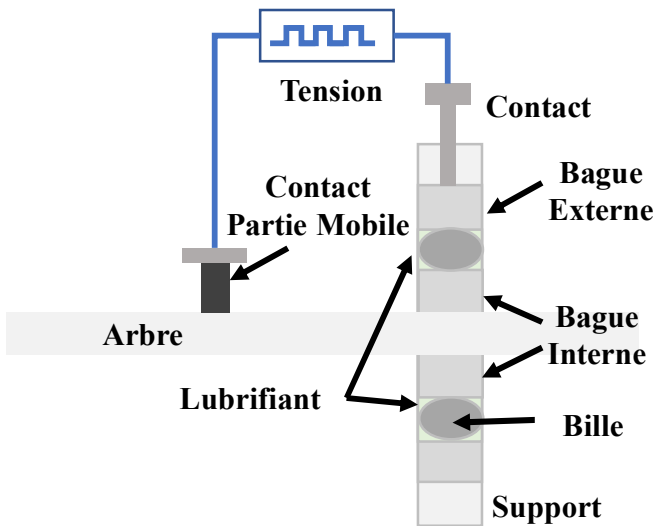 Tension
Contact
Contact
Partie Mobile
Bague
Externe
Arbre
Bague
Interne
Lubrifiant
Bille
Support